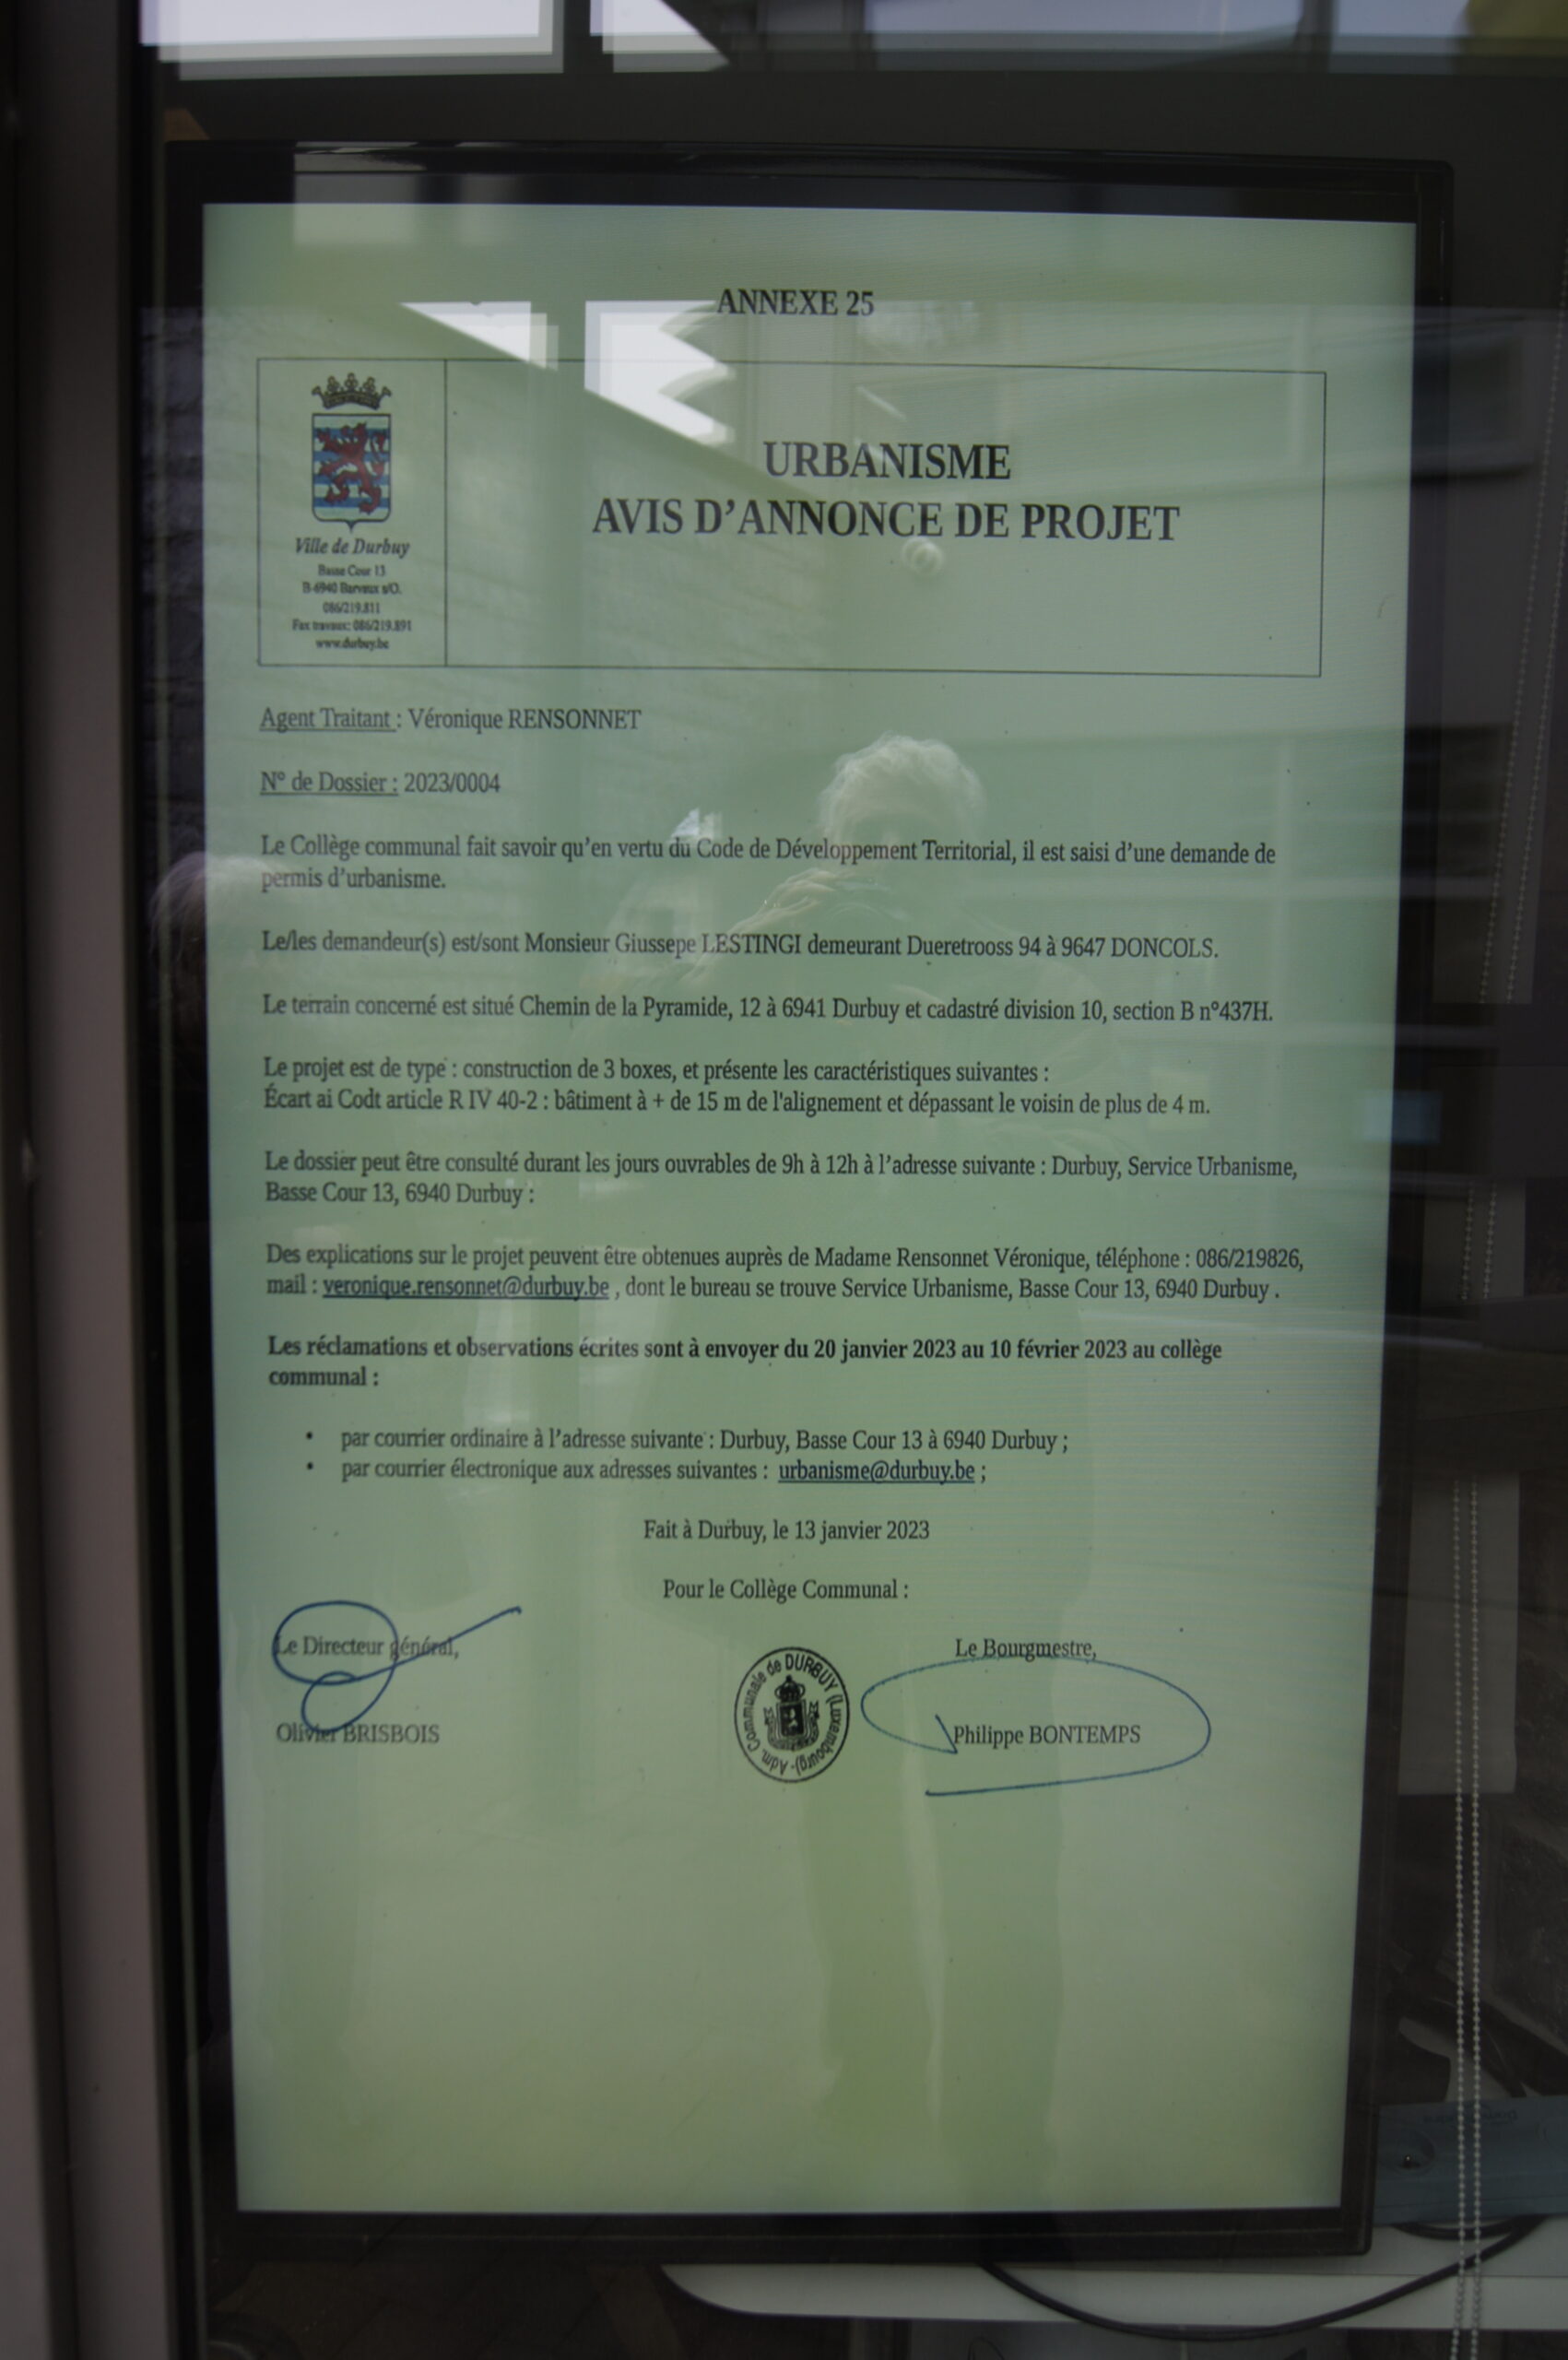 ANNEXE 25
Ville de Durbuy
Basse Cour 13
B-6940 Barvaux s/O.
086/219.811
Fax travaux: 086/219.891
www.durbuy.be
URBANISME
AVIS D’ANNONCE DE PROJET
Agent Traitant : Véronique RENSONNET
N° de Dossier : 2023/0004
Le Collège communal fait savoir qu’en vertu du Code de Développement Territorial, il est saisi d’une demande de
permis d’urbanisme.
Le/les demandeur(s) est/sont Monsieur Giussepe LESTINGI demeurant Dueretrooss 94 à 9647 DONCOLS.
Le terrain concerné est situé Chemin de la Pyramide, 12 à 6941 Durbuy et cadastré division 10, section B n°437H.
Le projet est de type : construction de 3 boxes, et présente les caractéristiques suivantes :
Écart ai Codt article R IV 40-2 : bâtiment à + de 15 m de l'alignement et dépassant le voisin de plus de 4 m.
Le dossier peut être consulté durant les jours ouvrables de 9h à 12h à l’adresse suivante : Durbuy, Service Urbanisme,
Basse Cour 13, 6940 Durbuy :
Des explications sur le projet peuvent être obtenues auprès de Madame Rensonnet Véronique, téléphone : 086/219826,
mail : veronique.rensonnet@durbuy.be , dont le bureau se trouve Service Urbanisme, Basse Cour 13, 6940 Durbuy .
Les réclamations et observations écrites sont à envoyer du 20 janvier 2023 au 10 février 2023 au collège
communal :
• par courrier ordinaire à l’adresse suivante : Durbuy, Basse Cour 13 à 6940 Durbuy ;
• par courrier électronique aux adresses suivantes : urbanisme@durbuy.be ;
Fait à Durbuy, le 13 janvier 2023
Pour le Collège Communal :
Le Directeur général,
Le Bourgmestre,
Adm. Communale de DURBUY (Luxembourg)-
Olivier BRISBOIS
Philippe BONTEMPS